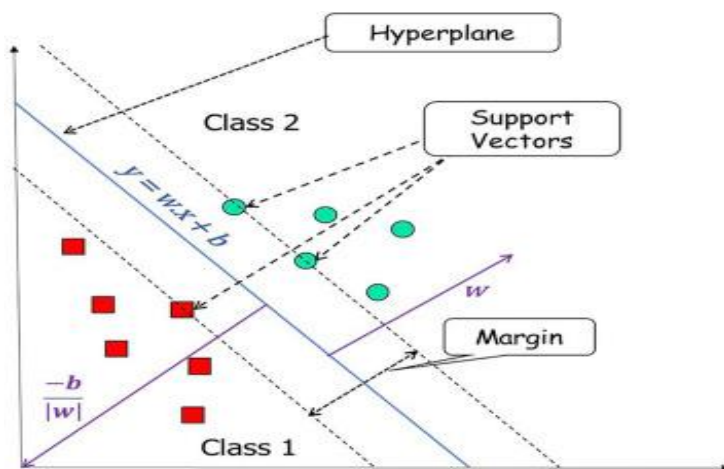 Hyperplane
Class 2
Support
Vectors
y=wx+b
w
Margin
-b
|w|
Class 1